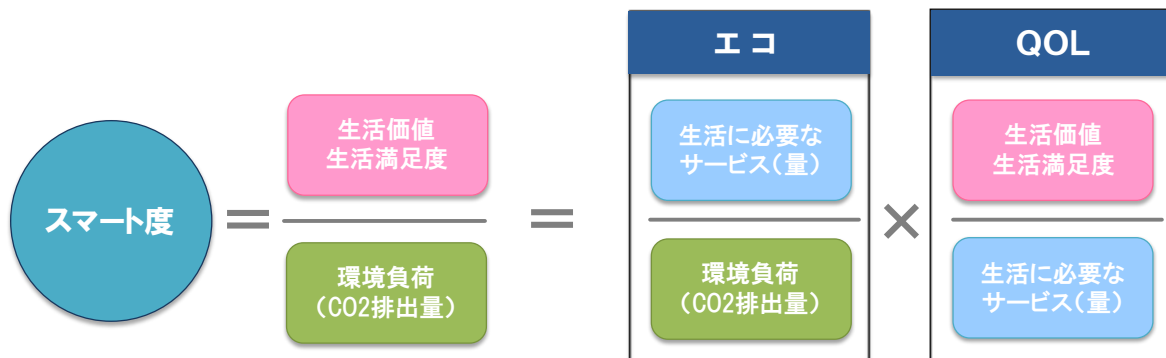 スマート度
=
生活価値
生活満足度
環境負荷
(CO2排出量)
=
エコ
生活に必要な
サービス(量)
環境負荷
(CO2排出量)
×
QOL
生活価値
生活満足度
生活に必要な
サービス(量)